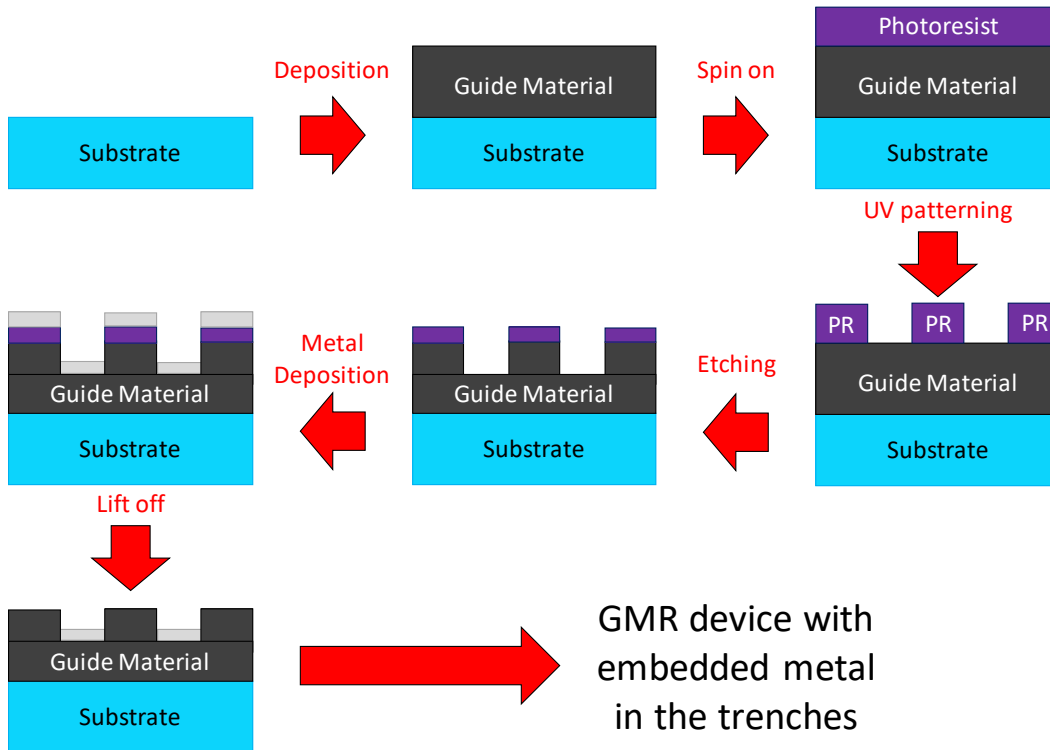 Substrate
Deposition
Guide Material
Substrate
Spin on
Photoresist
Guide Material
Substrate
UV patterning
PR PR PR
Guide Material
Substrate
Etching
Guide Material
Substrate
Metal
Deposition
Guide Material
Substrate
Lift off
Guide Material
Substrate
GMR device with
embedded metal
in the trenches